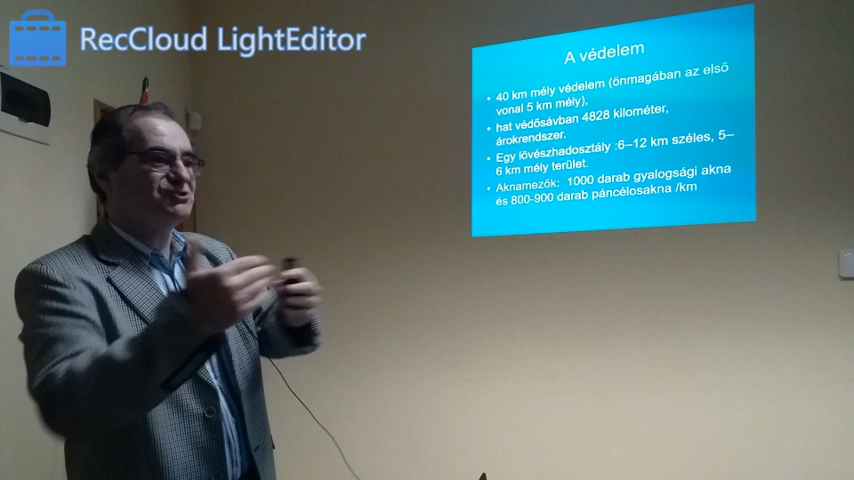 RecCloud LightEditor
A védelem
• 40 km mély védelem (önmagában az első
vonal 5 km mély),
• hat védősávban 4828 kilométer,
árokrendszer.
• Egy lövészhadosztály :6–12 km széles, 5–
6 km mély terület.
• Aknamezők: 1000 darab gyalogsági akna
és 800-900 darab páncélosakna /km